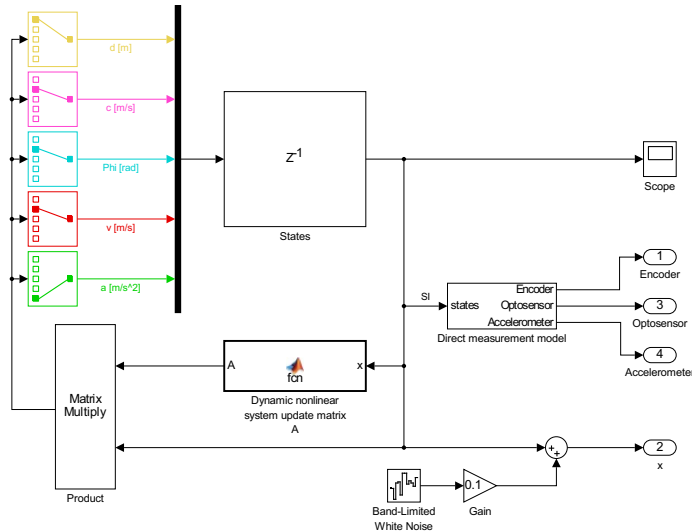 d [m]
c [m/s]
Phi [rad]
v [m/s]
a [m/s^2]
Z-1
States
Scope
1
Encoder
SI
states
Encoder
Optosensor
Accelerometer
Direct measurement model
3
Optosensor
4
Accelerometer
Matrix
Multiply
Product
A
fcn
x
Dynamic nonlinear
system update matrix
A
+
+
2
x
Band-Limited
White Noise
0.1
Gain